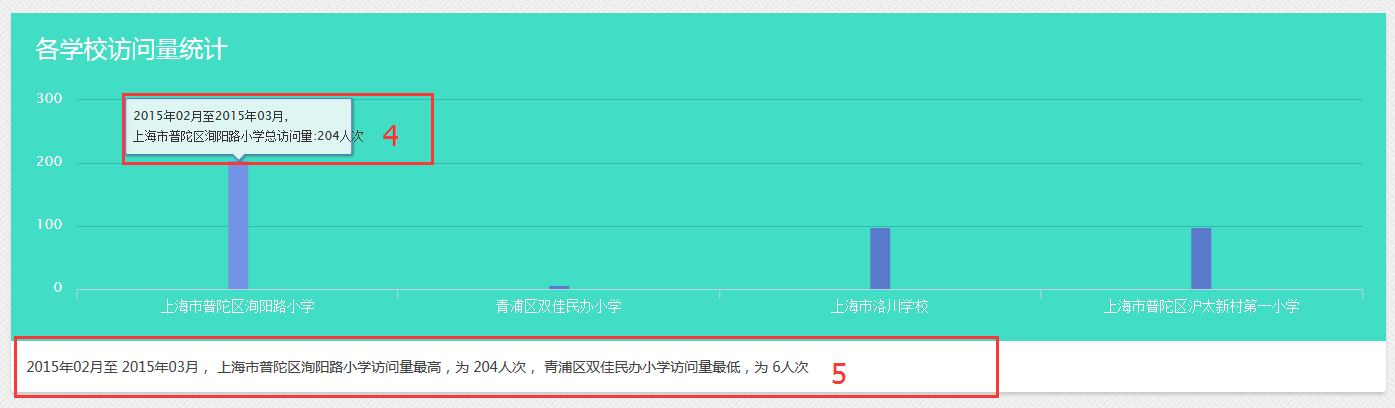 各学校访问量统计
300
2015年02月至2015年03月,
上海市普陀区洵阳路小学总访问量:204人次
4
200
100
0
上海市普陀区洵阳路小学
青浦区双佳民办小学
上海市洛川学校
上海市普陀区沪太新村第一小学
2015年02月至 2015年03月， 上海市普陀区洵阳路小学访问量最高，为 204人次， 青浦区双佳民办小学访问量最低，为 6人次
5